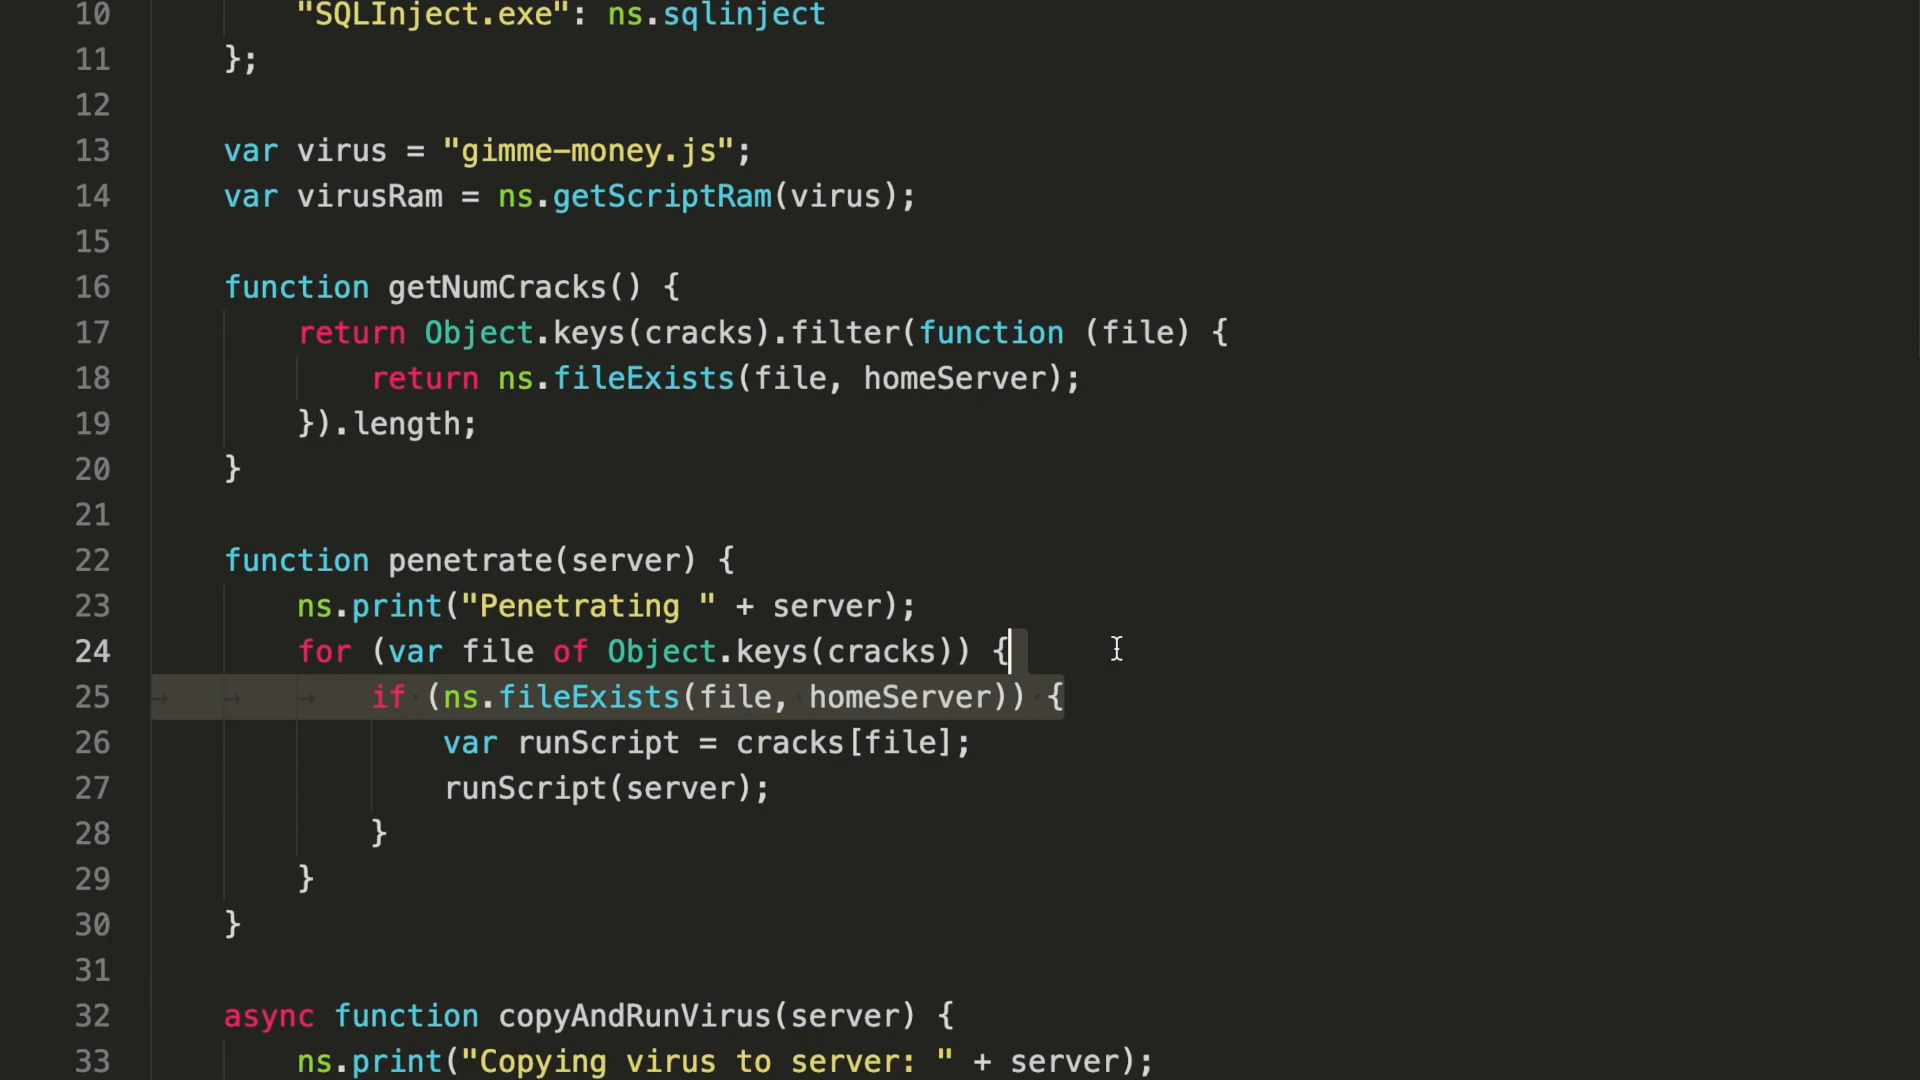 10 "SQLInject.exe": ns.sqlinject
11 };
12
13 var virus = "gimme-money.js";
14 var virusRam = ns.getScriptRam(virus);
15
16 function getNumCracks() {
17 return Object.keys(cracks).filter(function (file) {
18 return ns.fileExists(file, homeServer);
19 }).length;
20 }
21
22 function penetrate(server) {
23 ns.print("Penetrating " + server);
24 for (var file of Object.keys(cracks)) {
25 if (ns.fileExists(file, homeServer)) {
26 var runScript = cracks[file];
27 runScript(server);
28 }
29 }
30 }
31
32 async function copyAndRunVirus(server) {
33 ns.print("Copying virus to server: " + server);